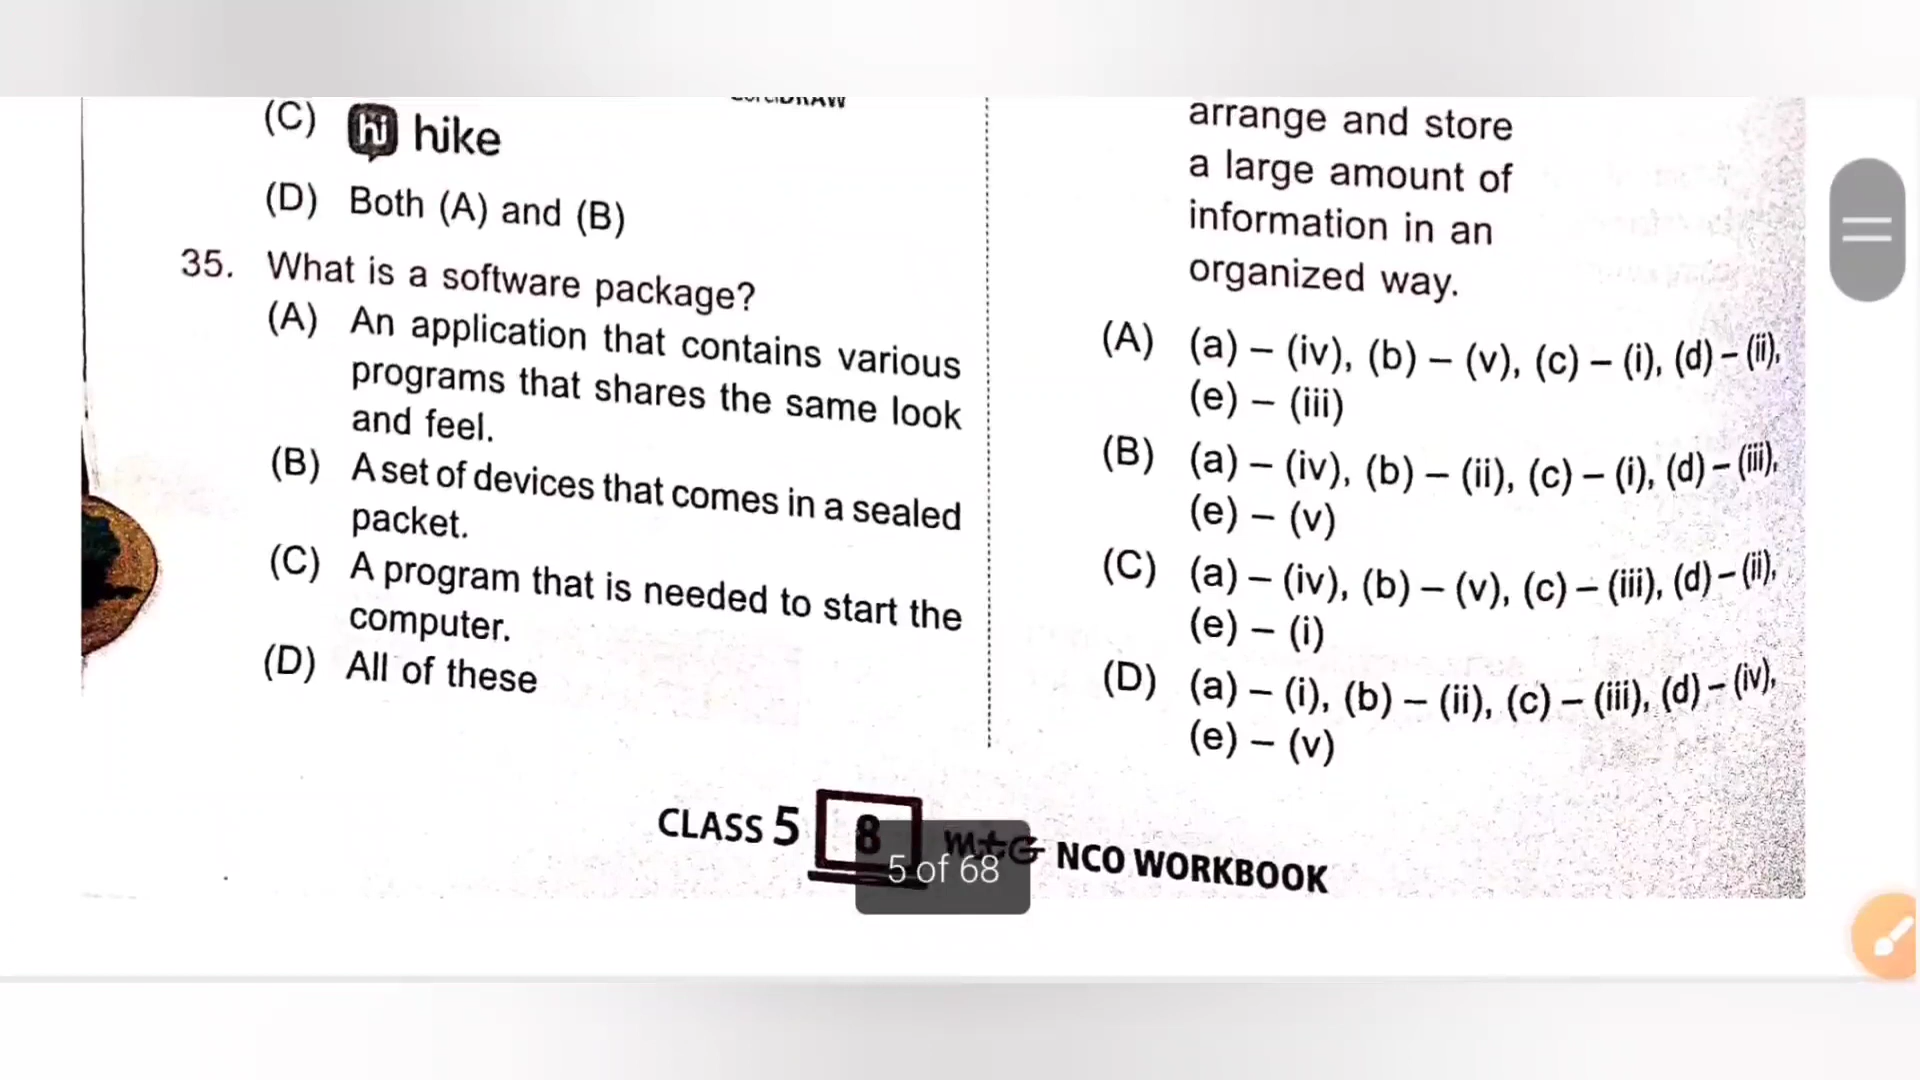 CorelDRAW
(C) hi hike
(D) Both (A) and (B)
35. What is a software package?
(A) An application that contains various
programs that shares the same look
and feel.
(B) A set of devices that comes in a sealed
packet.
(C) A program that is needed to start the
computer.
(D) All of these
arrange and store
a large amount of
information in an
organized way.
(A) (a) – (iv), (b) – (v), (c) – (i), (d) – (ii),
(e) – (iii)
(B) (a) – (iv), (b) – (ii), (c) – (i), (d) – (iii),
(e) – (v)
(C) (a) – (iv), (b) – (v), (c) – (iii), (d) – (ii),
(e) – (i)
(D) (a) – (i), (b) – (ii), (c) – (iii), (d) – (iv),
(e) – (v)
CLASS 5 8 MtG NCO WORKBOOK
5 of 68